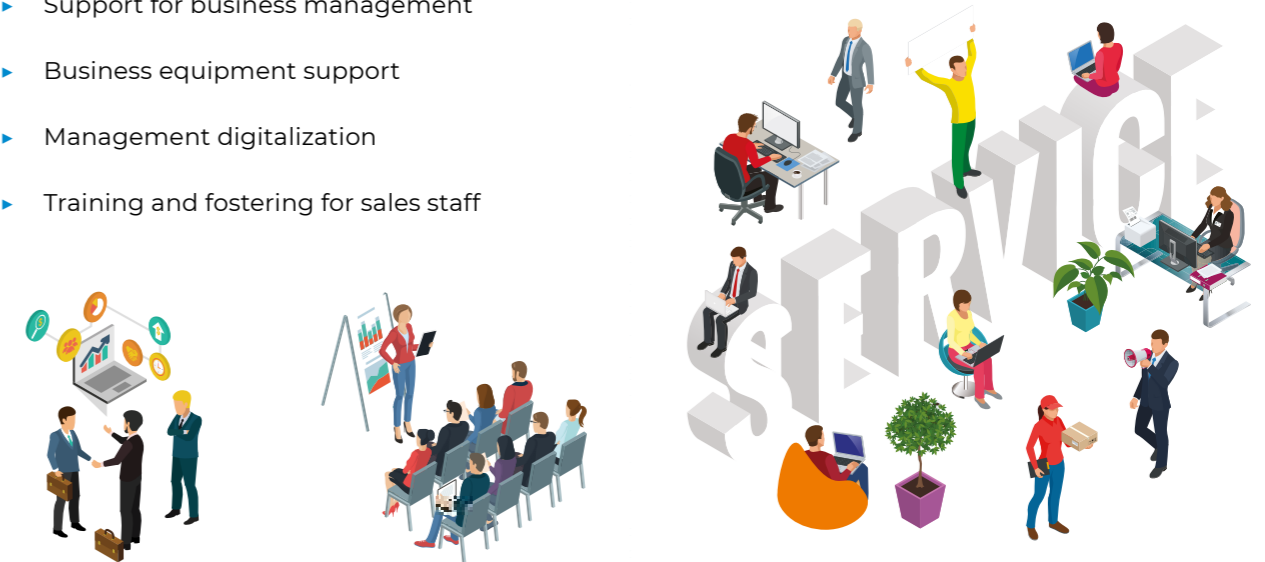 Support for business management
Business equipment support
Management digitalization
Training and fostering for sales staff
SERVICE